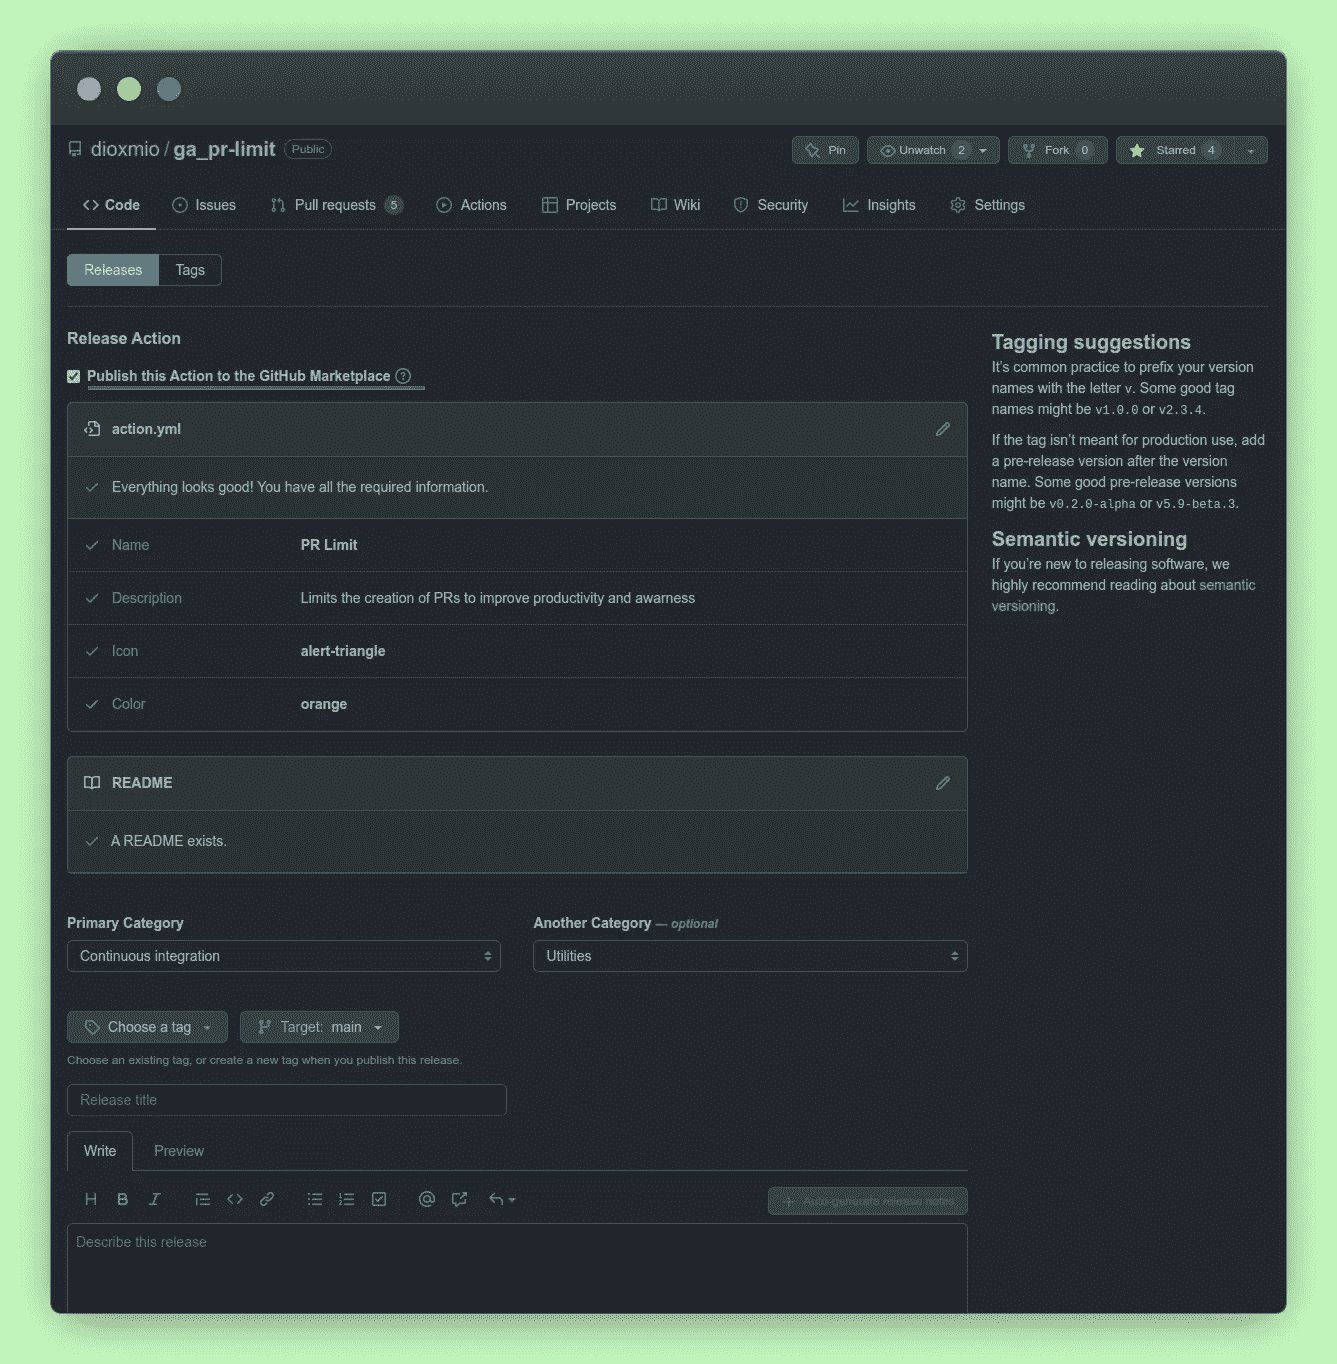 dioxmio / ga_pr-limit Public
Pin Unwatch 2 Fork 0 Starred 4
Code Issues Pull requests 5 Actions Projects Wiki Security Insights Settings
Releases Tags
Release Action
Publish this Action to the GitHub Marketplace ?
action.yml
Everything looks good! You have all the required information.
Name PR Limit
Description Limits the creation of PRs to improve productivity and awarness
Icon alert-triangle
Color orange
README
A README exists.
Primary Category
Continuous integration
Another Category — optional
Utilities
Choose a tag Target: main
Choose an existing tag, or create a new tag when you publish this release.
Release title
Write Preview
H B I
Auto-generate release notes
Describe this release
Tagging suggestions
It’s common practice to prefix your version
names with the letter v. Some good tag
names might be v1.0.0 or v2.3.4.
If the tag isn’t meant for production use, add
a pre-release version after the version
name. Some good pre-release versions
might be v0.2.0-alpha or v5.9-beta.3.
Semantic versioning
If you’re new to releasing software, we
highly recommend reading about semantic
versioning.